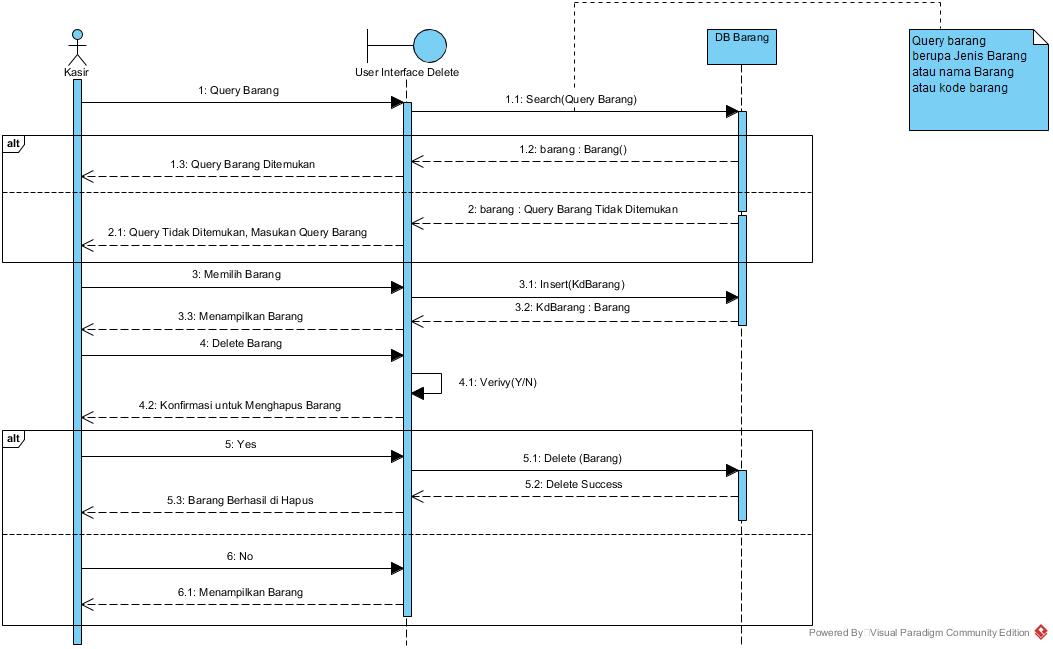 Kasir
User Interface Delete
DB Barang
Query barang
berupa Jenis Barang
atau nama Barang
atau kode barang
1: Query Barang
1.1: Search(Query Barang)
alt
1.2: barang : Barang()
1.3: Query Barang Ditemukan
2: barang : Query Barang Tidak Ditemukan
2.1: Query Tidak Ditemukan, Masukan Query Barang
3: Memilih Barang
3.1: Insert(KdBarang)
3.2: KdBarang : Barang
3.3: Menampilkan Barang
4: Delete Barang
4.1: Verivy(Y/N)
4.2: Konfirmasi untuk Menghapus Barang
alt
5: Yes
5.1: Delete (Barang)
5.2: Delete Success
5.3: Barang Berhasil di Hapus
6: No
6.1: Menampilkan Barang
Powered By Visual Paradigm Community Edition